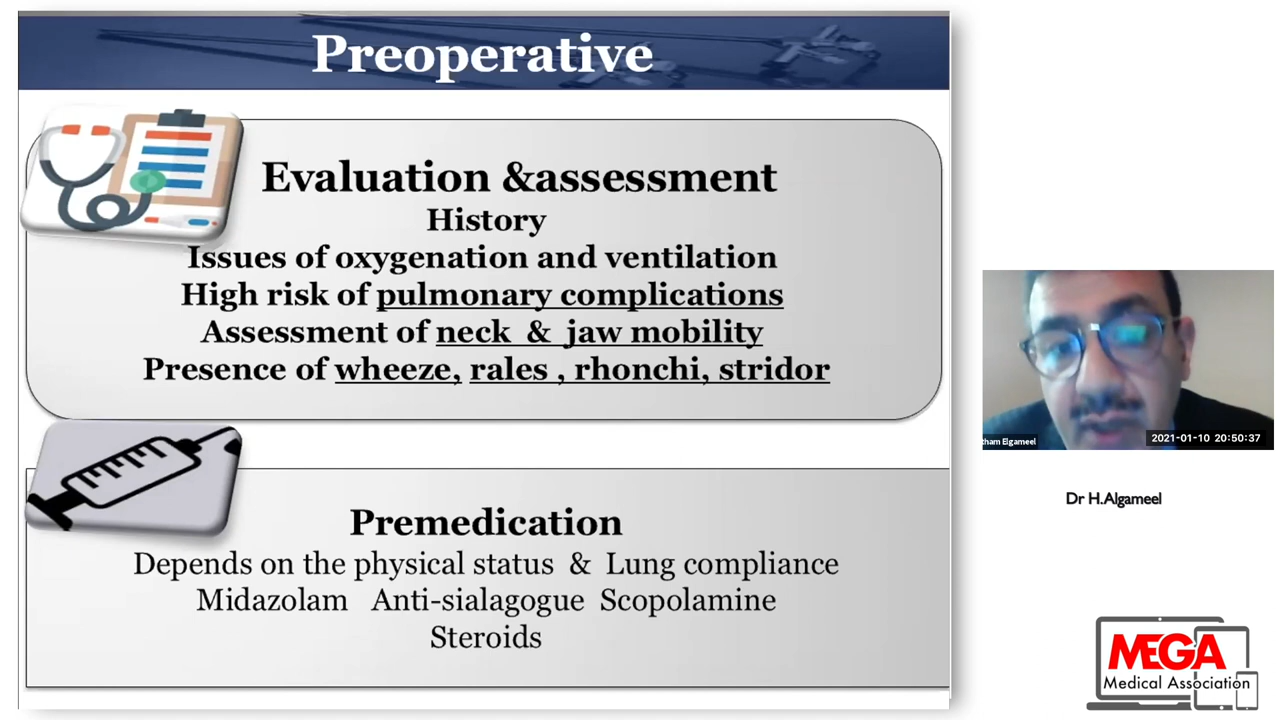 Preoperative
Evaluation &assessment
History
Issues of oxygenation and ventilation
High risk of pulmonary complications
Assessment of neck & jaw mobility
Presence of wheeze, rales , rhonchi, stridor
Premedication
Depends on the physical status & Lung compliance
Midazolam Anti-sialagogue Scopolamine
Steroids
tham Elgameel
2021-01-10 20:50:37
Dr H.Algameel
MEGA
Medical Association